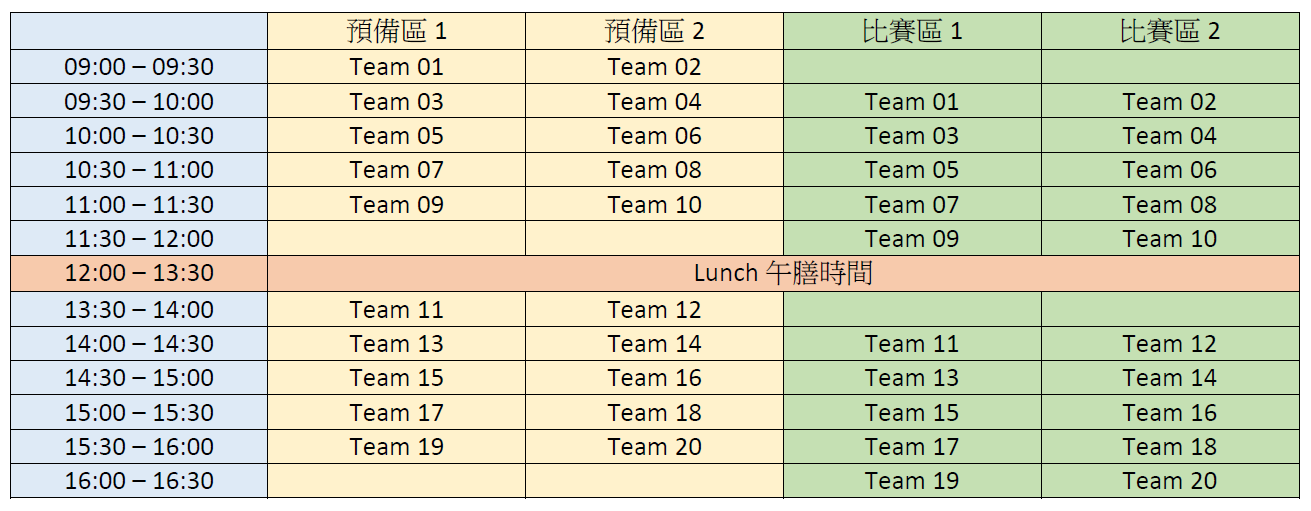 預備區 1 預備區 2 比賽區 1 比賽區 2
09:00 – 09:30 Team 01 Team 02
09:30 – 10:00 Team 03 Team 04 Team 01 Team 02
10:00 – 10:30 Team 05 Team 06 Team 03 Team 04
10:30 – 11:00 Team 07 Team 08 Team 05 Team 06
11:00 – 11:30 Team 09 Team 10 Team 07 Team 08
11:30 – 12:00 Team 09 Team 10
12:00 – 13:30 Lunch 午膳時間
13:30 – 14:00 Team 11 Team 12
14:00 – 14:30 Team 13 Team 14 Team 11 Team 12
14:30 – 15:00 Team 15 Team 16 Team 13 Team 14
15:00 – 15:30 Team 17 Team 18 Team 15 Team 16
15:30 – 16:00 Team 19 Team 20 Team 17 Team 18
16:00 – 16:30 Team 19 Team 20